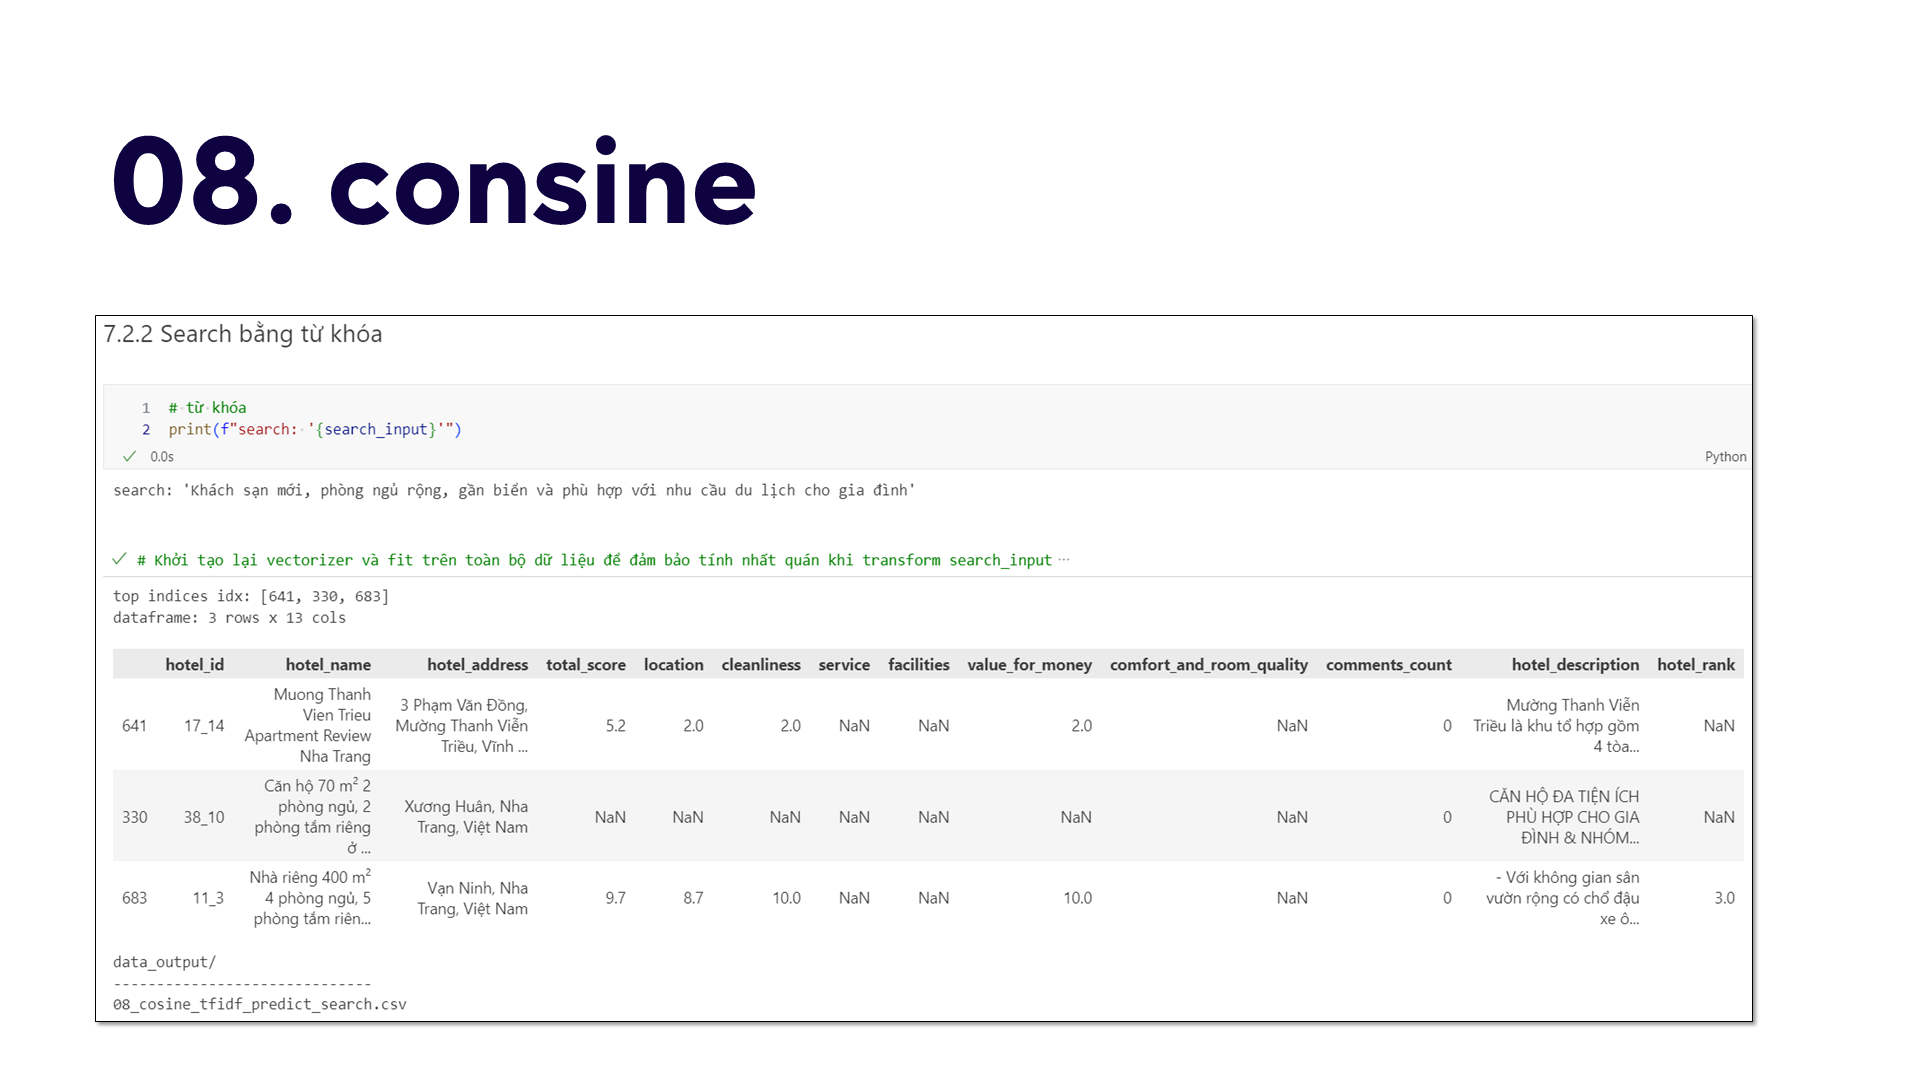 08. consine
7.2.2 Search bằng từ khóa
1 # từ khóa
2 print(f"search: '{search_input}'")
0.0s
Python
search: 'Khách sạn mới, phòng ngủ rộng, gần biển và phù hợp với nhu cầu du lịch cho gia đình'
# Khởi tạo lại vectorizer và fit trên toàn bộ dữ liệu để đảm bảo tính nhất quán khi transform search_input ···
top indices idx: [641, 330, 683]
dataframe: 3 rows x 13 cols
hotel_id hotel_name hotel_address total_score location cleanliness service facilities value_for_money comfort_and_room_quality comments_count hotel_description hotel_rank
641 17_14 Muong Thanh Vien Trieu Apartment Review Nha Trang 3 Phạm Văn Đồng, Mường Thanh Viễn Triều, Vĩnh ... 5.2 2.0 2.0 NaN NaN 2.0 NaN 0 Mường Thanh Viễn Triều là khu tổ hợp gồm 4 tòa... NaN
330 38_10 Căn hộ 70 m² 2 phòng ngủ, 2 phòng tắm riêng ở ... Xương Huân, Nha Trang, Việt Nam NaN NaN NaN NaN NaN NaN NaN 0 CĂN HỘ ĐA TIỆN ÍCH PHÙ HỢP CHO GIA ĐÌNH & NHÓM... NaN
683 11_3 Nhà riêng 400 m² 4 phòng ngủ, 5 phòng tắm riên... Vạn Ninh, Nha Trang, Việt Nam 9.7 8.7 10.0 NaN NaN 10.0 NaN 0 - Với không gian sân vườn rộng có chổ đậu xe ô... 3.0
data_output/
------------------------------
08_cosine_tfidf_predict_search.csv